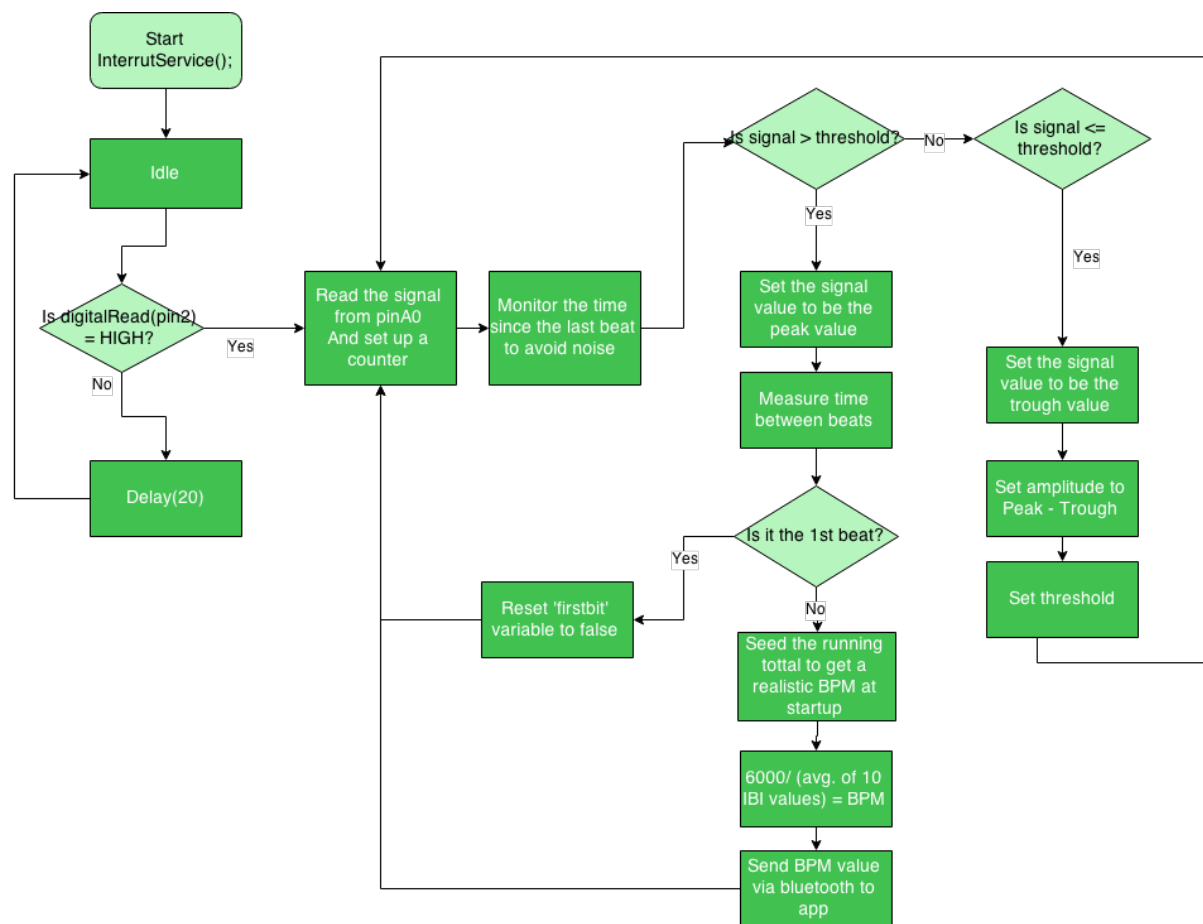 Start
InterrutService();
Idle
Is digitalRead(pin2)
= HIGH?
Yes
No
Delay(20)
Read the signal
from pinA0
And set up a
counter
Monitor the time
since the last beat
to avoid noise
Is signal > threshold?
No
Is signal <=
threshold?
Yes
Set the signal
value to be the
peak value
Measure time
between beats
Is it the 1st beat?
Yes
Reset 'firstbit'
variable to false
No
Seed the running
tottal to get a
realistic BPM at
startup
6000/ (avg. of 10
IBI values) = BPM
Send BPM value
via bluetooth to
app
Yes
Set the signal
value to be the
trough value
Set amplitude to
Peak - Trough
Set threshold